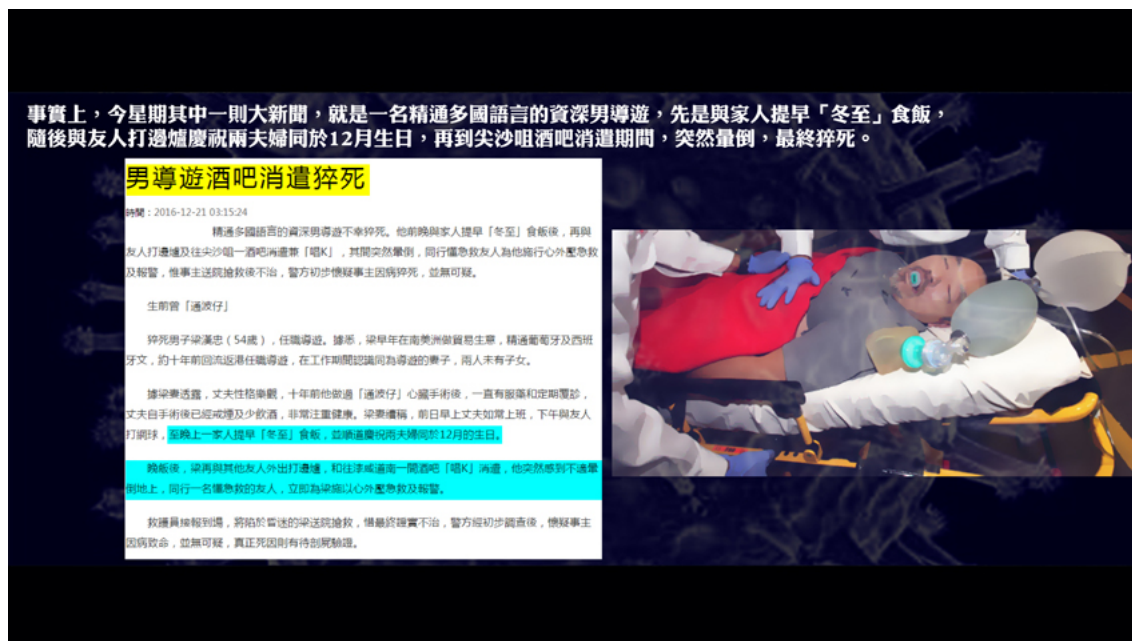 事實上，今星期其中一則大新聞，就是一名精通多國語言的資深男導遊，先是與家人提早「冬至」食飯，
隨後與友人打邊爐慶祝兩夫婦同於12月生日，再到尖沙咀酒吧消遣期間，突然暈倒，最終猝死。
男導遊酒吧消遣猝死
時間：2016-12-21 03:15:24
精通多國語言的資深男導遊不幸猝死。他前晚與家人提早「冬至」食飯後，再與
友人打邊爐及往尖沙咀一酒吧消遣兼「唱K」，其間突然暈倒，同行懂急救友人為他施行心外壓急救
及報警，惟事主送院搶救後不治，警方初步懷疑事主因病猝死，並無可疑。
生前曾「通波仔」
猝死男子梁漢忠（54歲），任職導遊。據悉，梁早年在南美洲做貿易生意，精通葡萄牙及西班
牙文，約十年前回流返港任職導遊，在工作期間認識同為導遊的妻子，兩人未有子女。
據梁妻透露，丈夫性格樂觀，十年前他做過「通波仔」心臟手術後，一直有服藥和定期覆診，
丈夫自手術後已經戒煙及少飲酒，非常注重健康。梁妻續稱，前日早上丈夫如常上班，下午與友人
打網球，至晚上一家人提早「冬至」食飯，並順道慶祝兩夫婦同於12月的生日。
晚飯後，梁再與其他友人外出打邊爐，和往漆咸道南一間酒吧「唱K」消遣，他突然感到不適暈
倒地上，同行一名懂急救的友人，立即為梁施以心外壓急救及報警。
救護員接報到場，將陷於昏迷的梁送院搶救，惜最終證實不治，警方經初步調查後，懷疑事主
因病致命，並無可疑，真正死因則有待剖屍驗證。